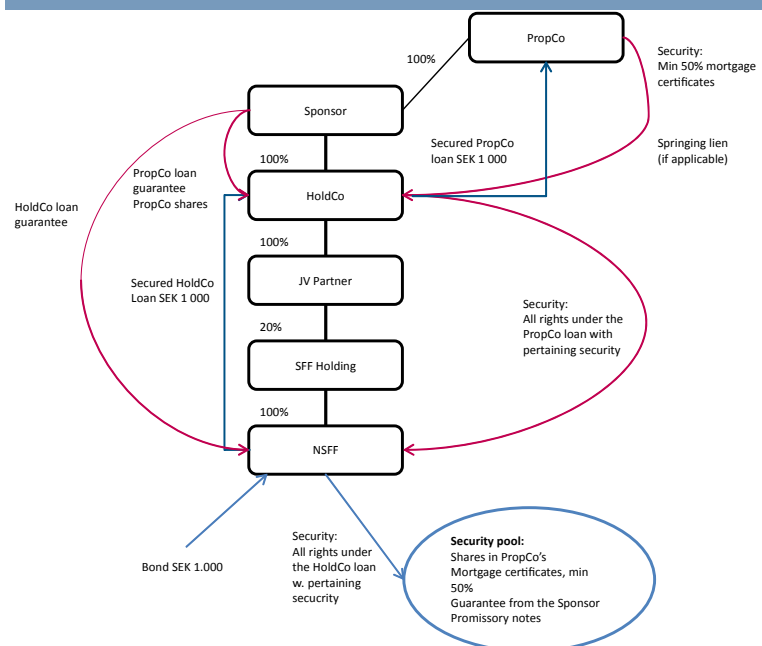 PropCo
Security:
Min 50% mortgage
certificates
100%
Sponsor
Secured PropCo
loan SEK 1 000
Springing lien
(if applicable)
100%
PropCo loan
guarantee
PropCo shares
HoldCo
HoldCo loan
guarantee
100%
JV Partner
Secured HoldCo
Loan SEK 1 000
Security:
All rights under the
PropCo loan with
pertaining security
20%
SFF Holding
100%
NSFF
Bond SEK 1.000
Security:
All rights under
the HoldCo loan
w. pertaining
secucrity
Security pool:
Shares in PropCo’s
Mortgage certificates, min
50%
Guarantee from the Sponsor
Promissory notes